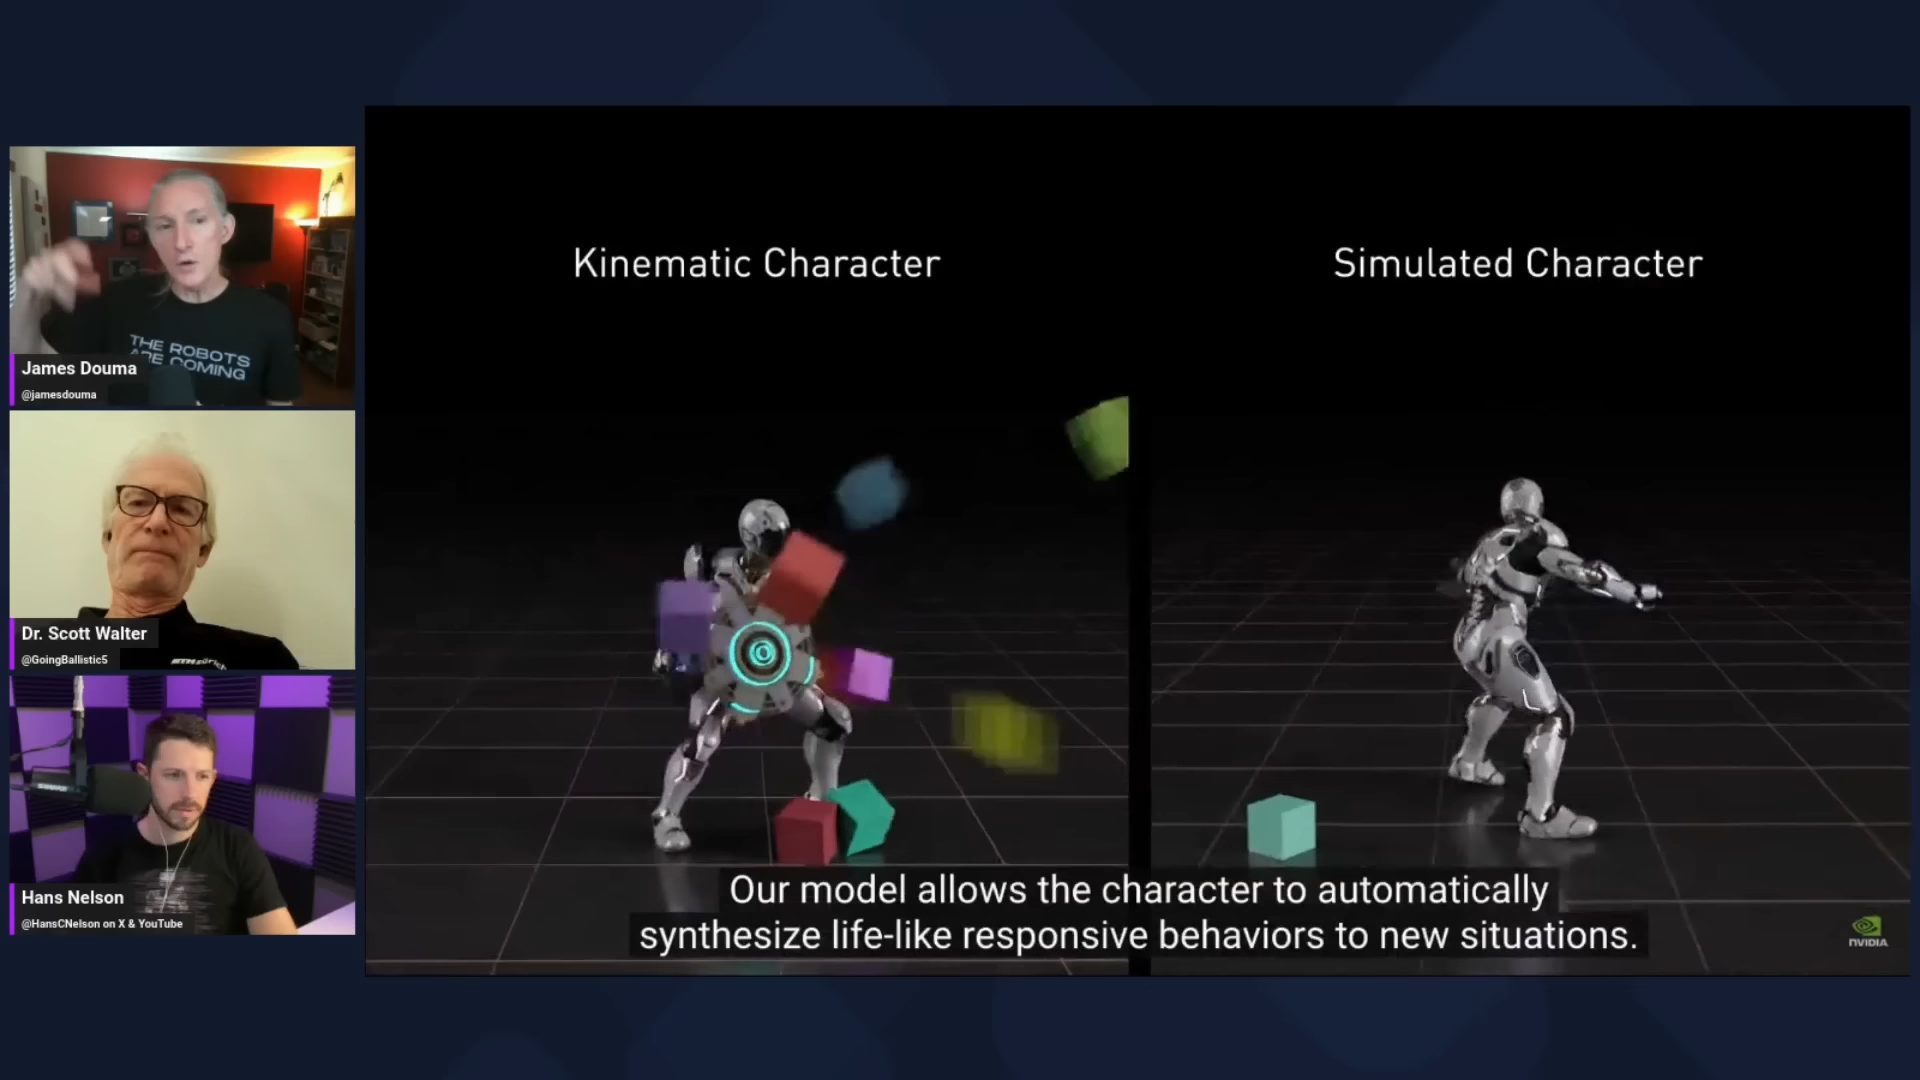 THE ROBOTS
ARE COMING
James Douma
@jamesdouma
Dr. Scott Walter
@GoingBallistic5
Hans Nelson
@HansCNelson on X & YouTube
Kinematic Character
Simulated Character
Our model allows the character to automatically
synthesize life-like responsive behaviors to new situations.
NVIDIA